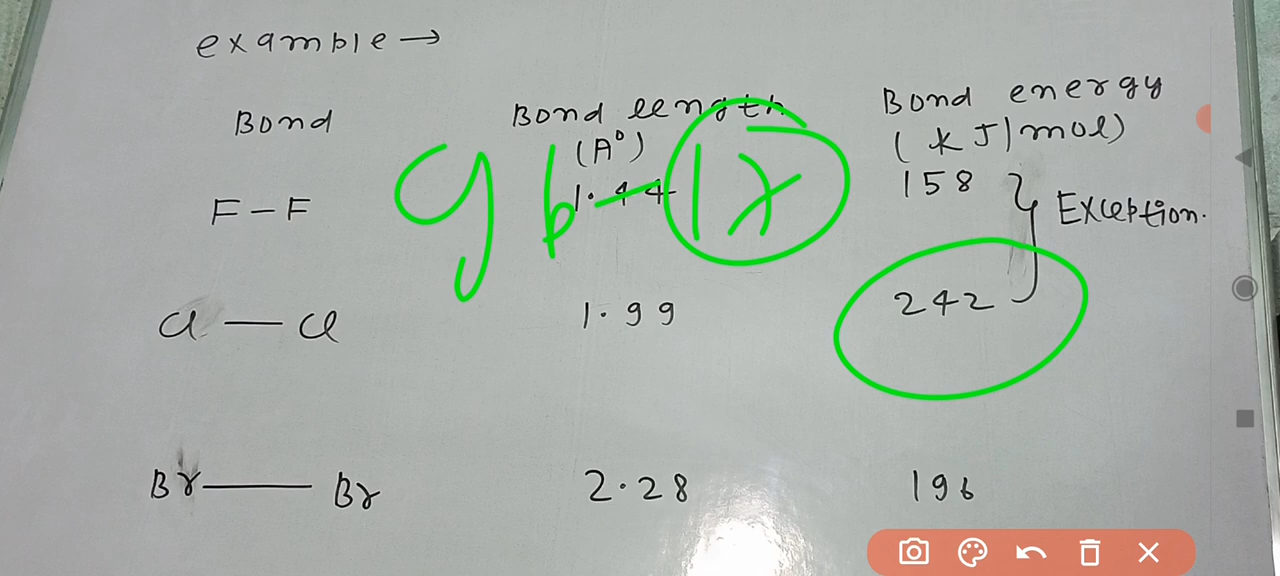 examble →
Bond Bond length Bond energy
(A°) (KJ/mol)
F-F 1.44 158 Exception.
Cl — Cl 1.99 242
Br — Br 2.28 196